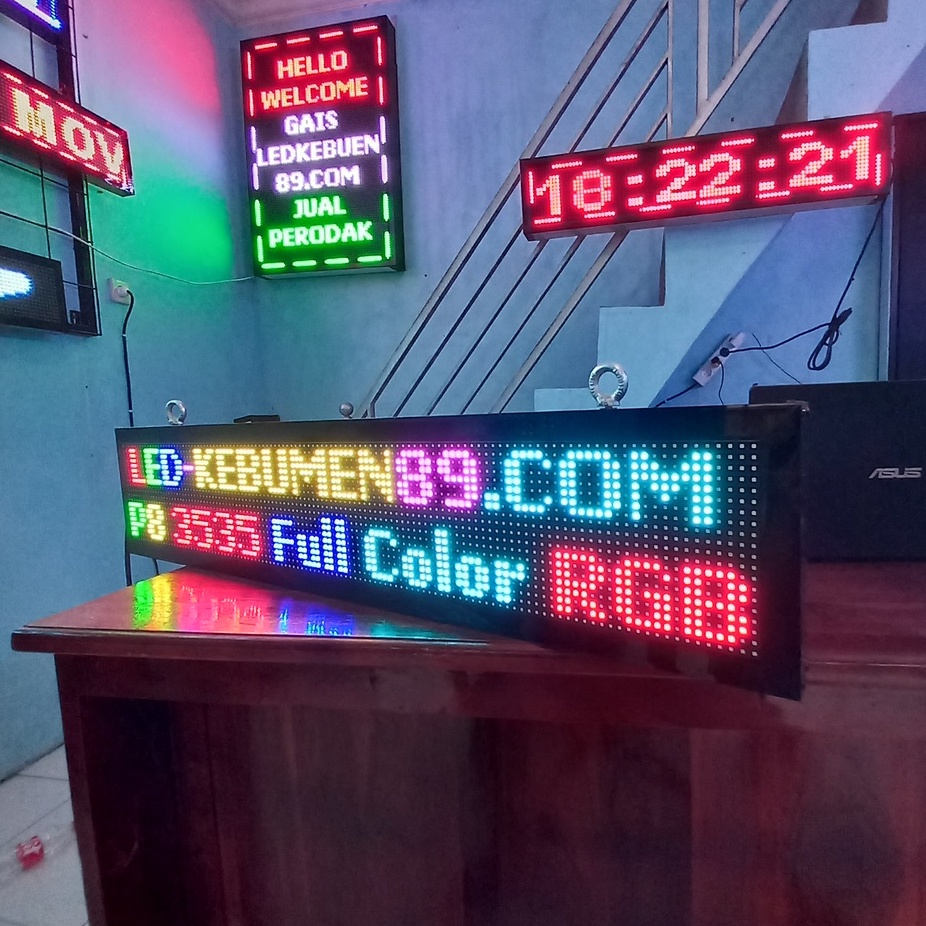 HELLO
WELCOME
GAIS
LEDKEBUEN
89.COM
JUAL
PERODAK
MOV
18:22:21
LED-KEBUMEN89.COM
P8 3535 Full Color RGB
ASUS